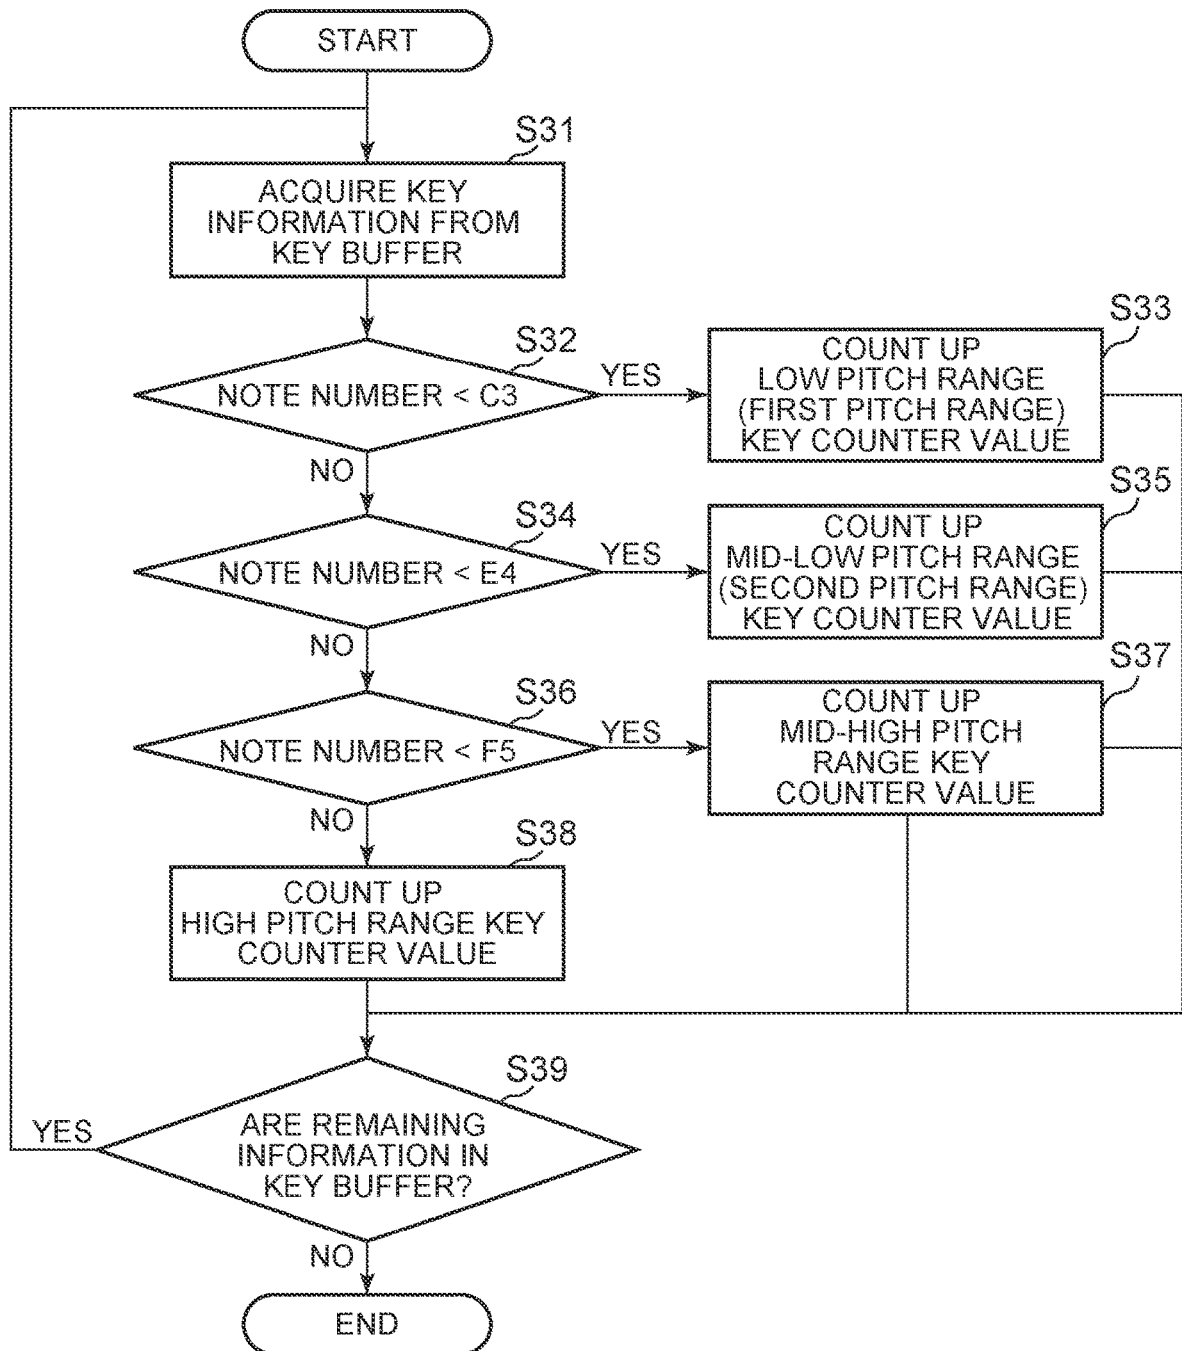 START
S31
ACQUIRE KEY
INFORMATION FROM
KEY BUFFER
S32
NOTE NUMBER < C3
YES
NO
S33
COUNT UP
LOW PITCH RANGE
(FIRST PITCH RANGE)
KEY COUNTER VALUE
S34
NOTE NUMBER < E4
YES
NO
S35
COUNT UP
MID-LOW PITCH RANGE
(SECOND PITCH RANGE)
KEY COUNTER VALUE
S36
NOTE NUMBER < F5
YES
NO
S37
COUNT UP
MID-HIGH PITCH
RANGE KEY
COUNTER VALUE
S38
COUNT UP
HIGH PITCH RANGE KEY
COUNTER VALUE
S39
ARE REMAINING
INFORMATION IN
KEY BUFFER?
YES
NO
END